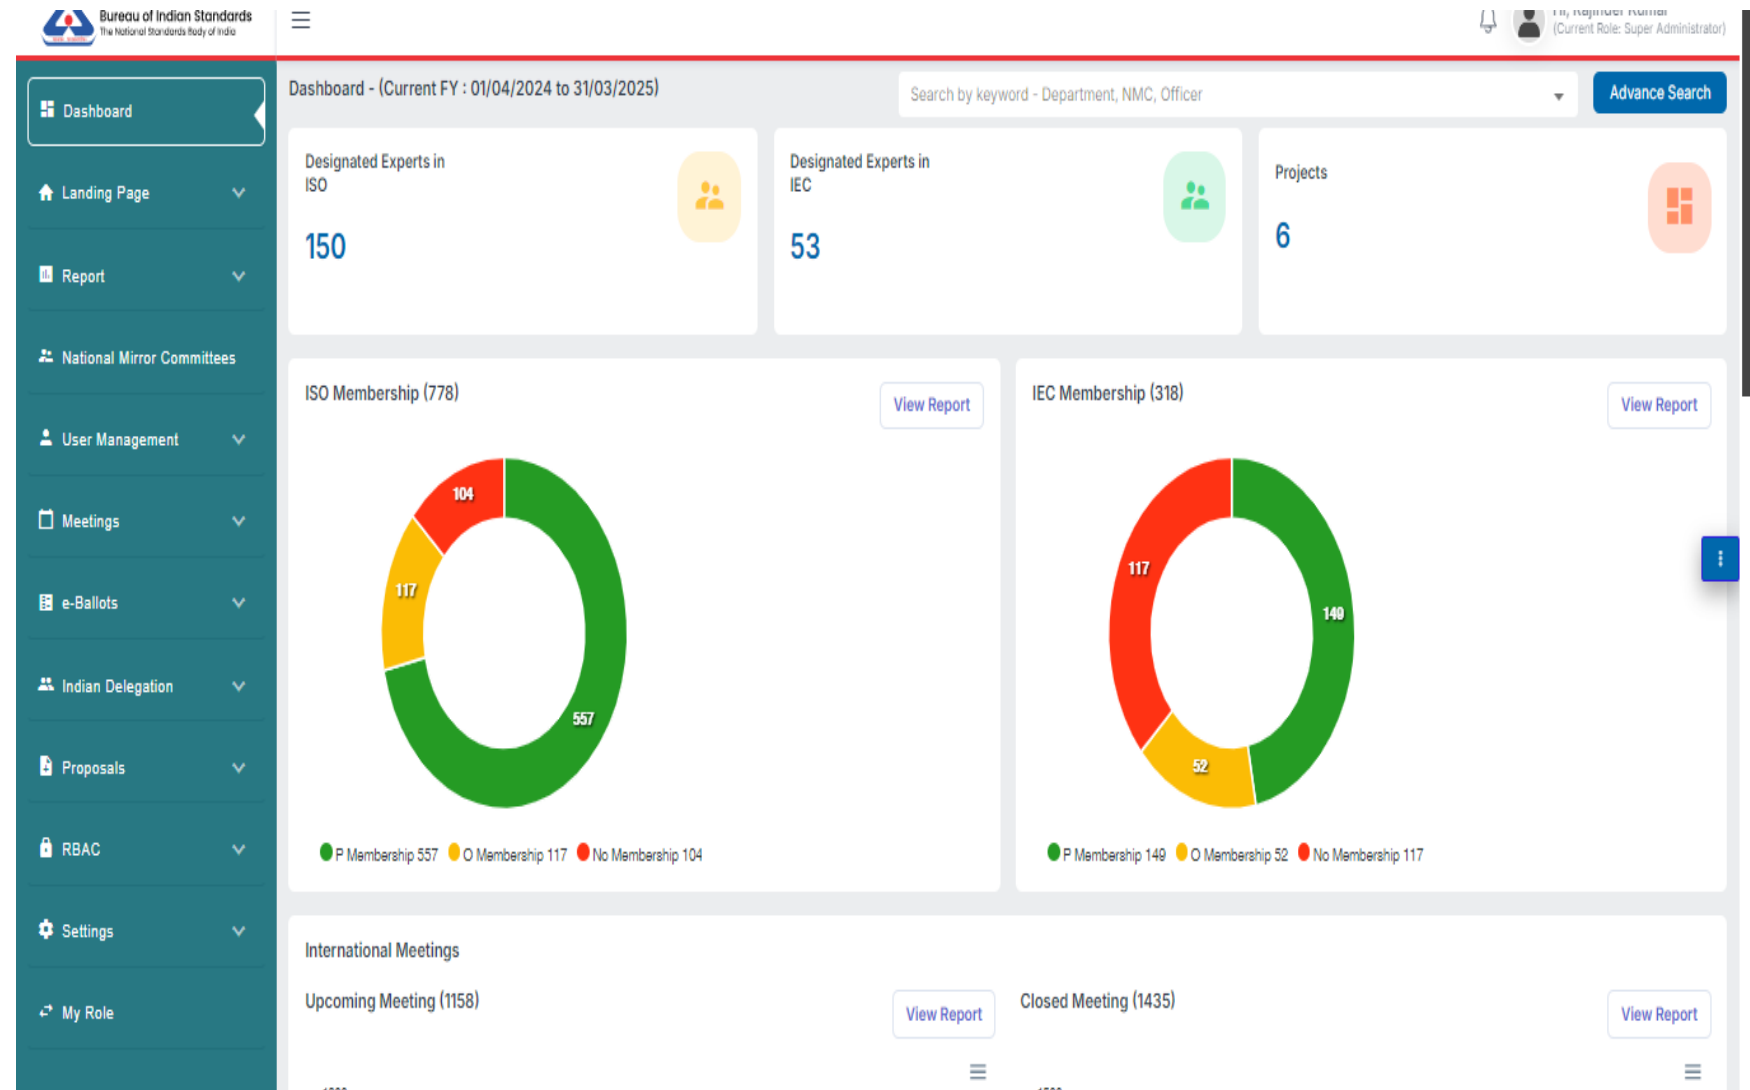 Bureau of Indian Standards
The National Standards Body of India
Hi, Rajinder Kumar
(Current Role: Super Administrator)
Dashboard
Landing Page
Report
National Mirror Committees
User Management
Meetings
e-Ballots
Indian Delegation
Proposals
RBAC
Settings
My Role
Dashboard - (Current FY : 01/04/2024 to 31/03/2025)
Search by keyword - Department, NMC, Officer
Advance Search
Designated Experts in
ISO
150
Designated Experts in
IEC
53
Projects
6
ISO Membership (778)
View Report
104
117
557
P Membership 557 O Membership 117 No Membership 104
IEC Membership (318)
View Report
117
149
52
P Membership 149 O Membership 52 No Membership 117
International Meetings
Upcoming Meeting (1158)
View Report
Closed Meeting (1435)
View Report